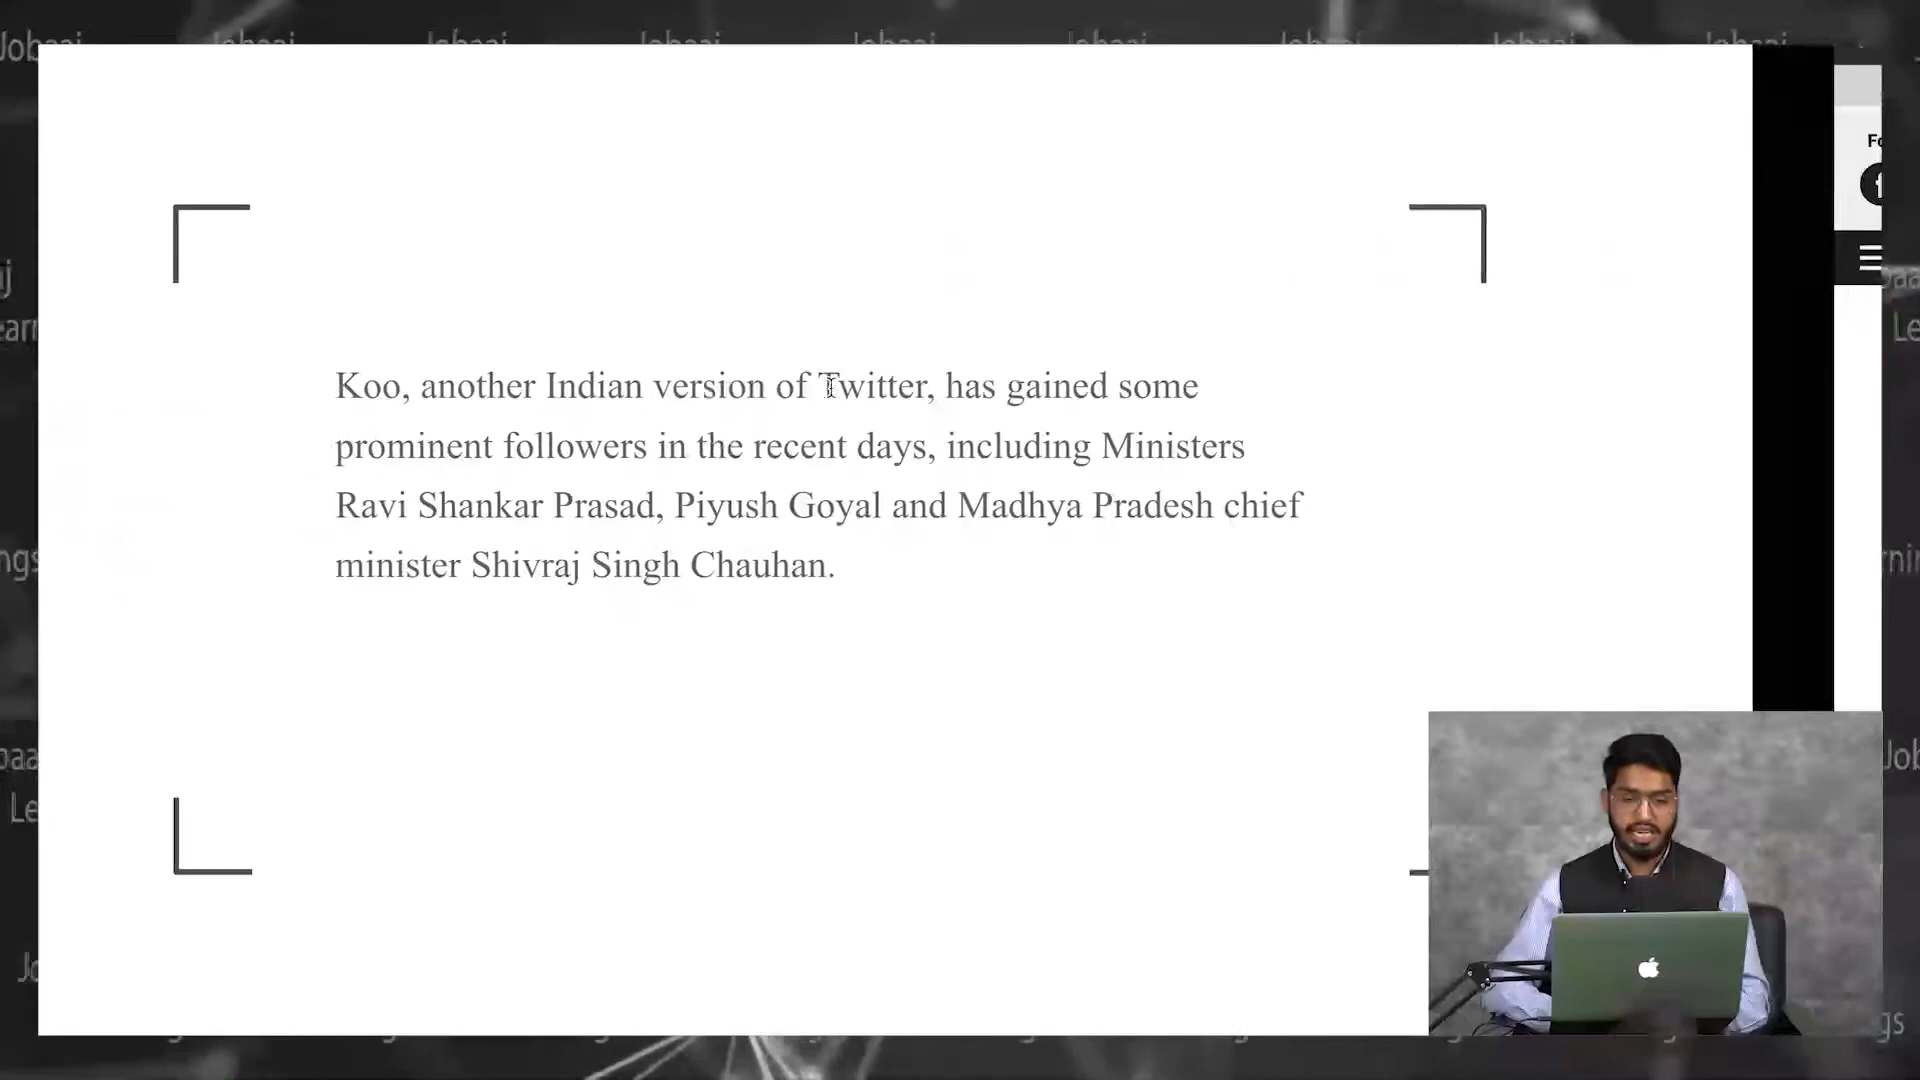 Jobaaj
Koo, another Indian version of Twitter, has gained some
prominent followers in the recent days, including Ministers
Ravi Shankar Prasad, Piyush Goyal and Madhya Pradesh chief
minister Shivraj Singh Chauhan.